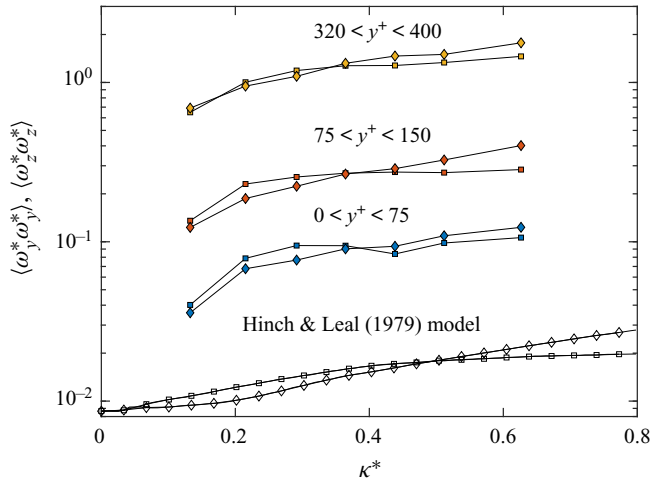 320 < y⁺ < 400
10⁰
75 < y⁺ < 150
⟨ω*_y ω*_y⟩, ⟨ω*_z ω*_z⟩
0 < y⁺ < 75
10⁻¹
Hinch & Leal (1979) model
10⁻²
0 0.2 0.4 0.6 0.8
κ*